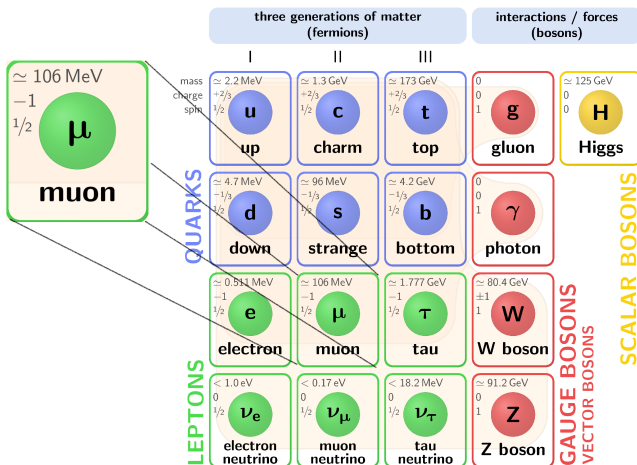 three generations of matter
(fermions)
interactions / forces
(bosons)
I
II
III
≃ 106 MeV
−1
1/2
μ
muon
mass
charge
spin
≃ 2.2 MeV
+2/3
1/2
u
up
≃ 1.3 GeV
+2/3
1/2
c
charm
≃ 173 GeV
+2/3
1/2
t
top
0
0
1
g
gluon
≃ 125 GeV
0
0
H
Higgs
QUARKS
≃ 4.7 MeV
−1/3
1/2
d
down
≃ 96 MeV
−1/3
1/2
s
strange
≃ 4.2 GeV
−1/3
1/2
b
bottom
0
0
1
γ
photon
SCALAR BOSONS
LEPTONS
≃ 0.511 MeV
−1
1/2
e
electron
≃ 106 MeV
−1
1/2
μ
muon
≃ 1.777 GeV
−1
1/2
τ
tau
≃ 80.4 GeV
±1
1
W
W boson
GAUGE BOSONS
VECTOR BOSONS
< 1.0 eV
0
1/2
νe
electron
neutrino
< 0.17 MeV
0
1/2
νμ
muon
neutrino
< 18.2 MeV
0
1/2
ντ
tau
neutrino
≃ 91.2 GeV
0
1
Z
Z boson